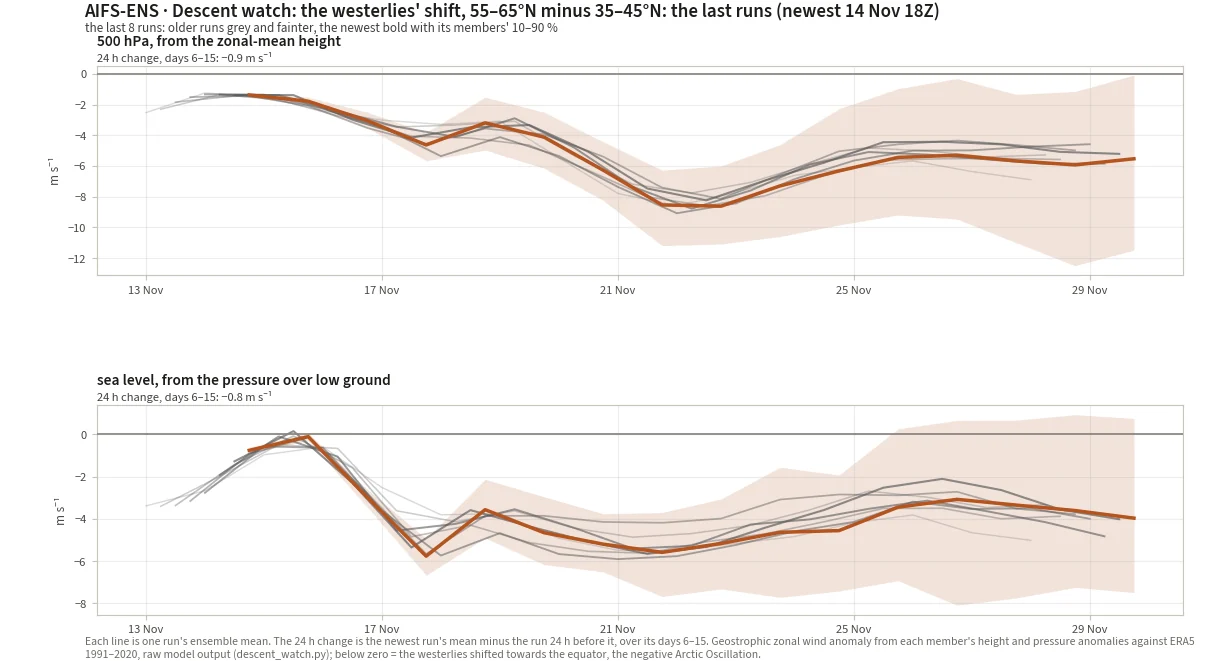 AIFS-ENS · Descent watch: the westerlies' shift, 55–65°N minus 35–45°N: the last runs (newest 14 Nov 18Z)
the last 8 runs: older runs grey and fainter, the newest bold with its members' 10–90 %
500 hPa, from the zonal-mean height
24 h change, days 6–15: −0.9 m s⁻¹
0
−2
−4
−6
−8
−10
−12
m s⁻¹
13 Nov 17 Nov 21 Nov 25 Nov 29 Nov
sea level, from the pressure over low ground
24 h change, days 6–15: −0.8 m s⁻¹
0
−2
−4
−6
−8
m s⁻¹
13 Nov 17 Nov 21 Nov 25 Nov 29 Nov
Each line is one run's ensemble mean. The 24 h change is the newest run's mean minus the run 24 h before it, over its days 6–15. Geostrophic zonal wind anomaly from each member's height and pressure anomalies against ERA5
1991–2020, raw model output (descent_watch.py); below zero = the westerlies shifted towards the equator, the negative Arctic Oscillation.